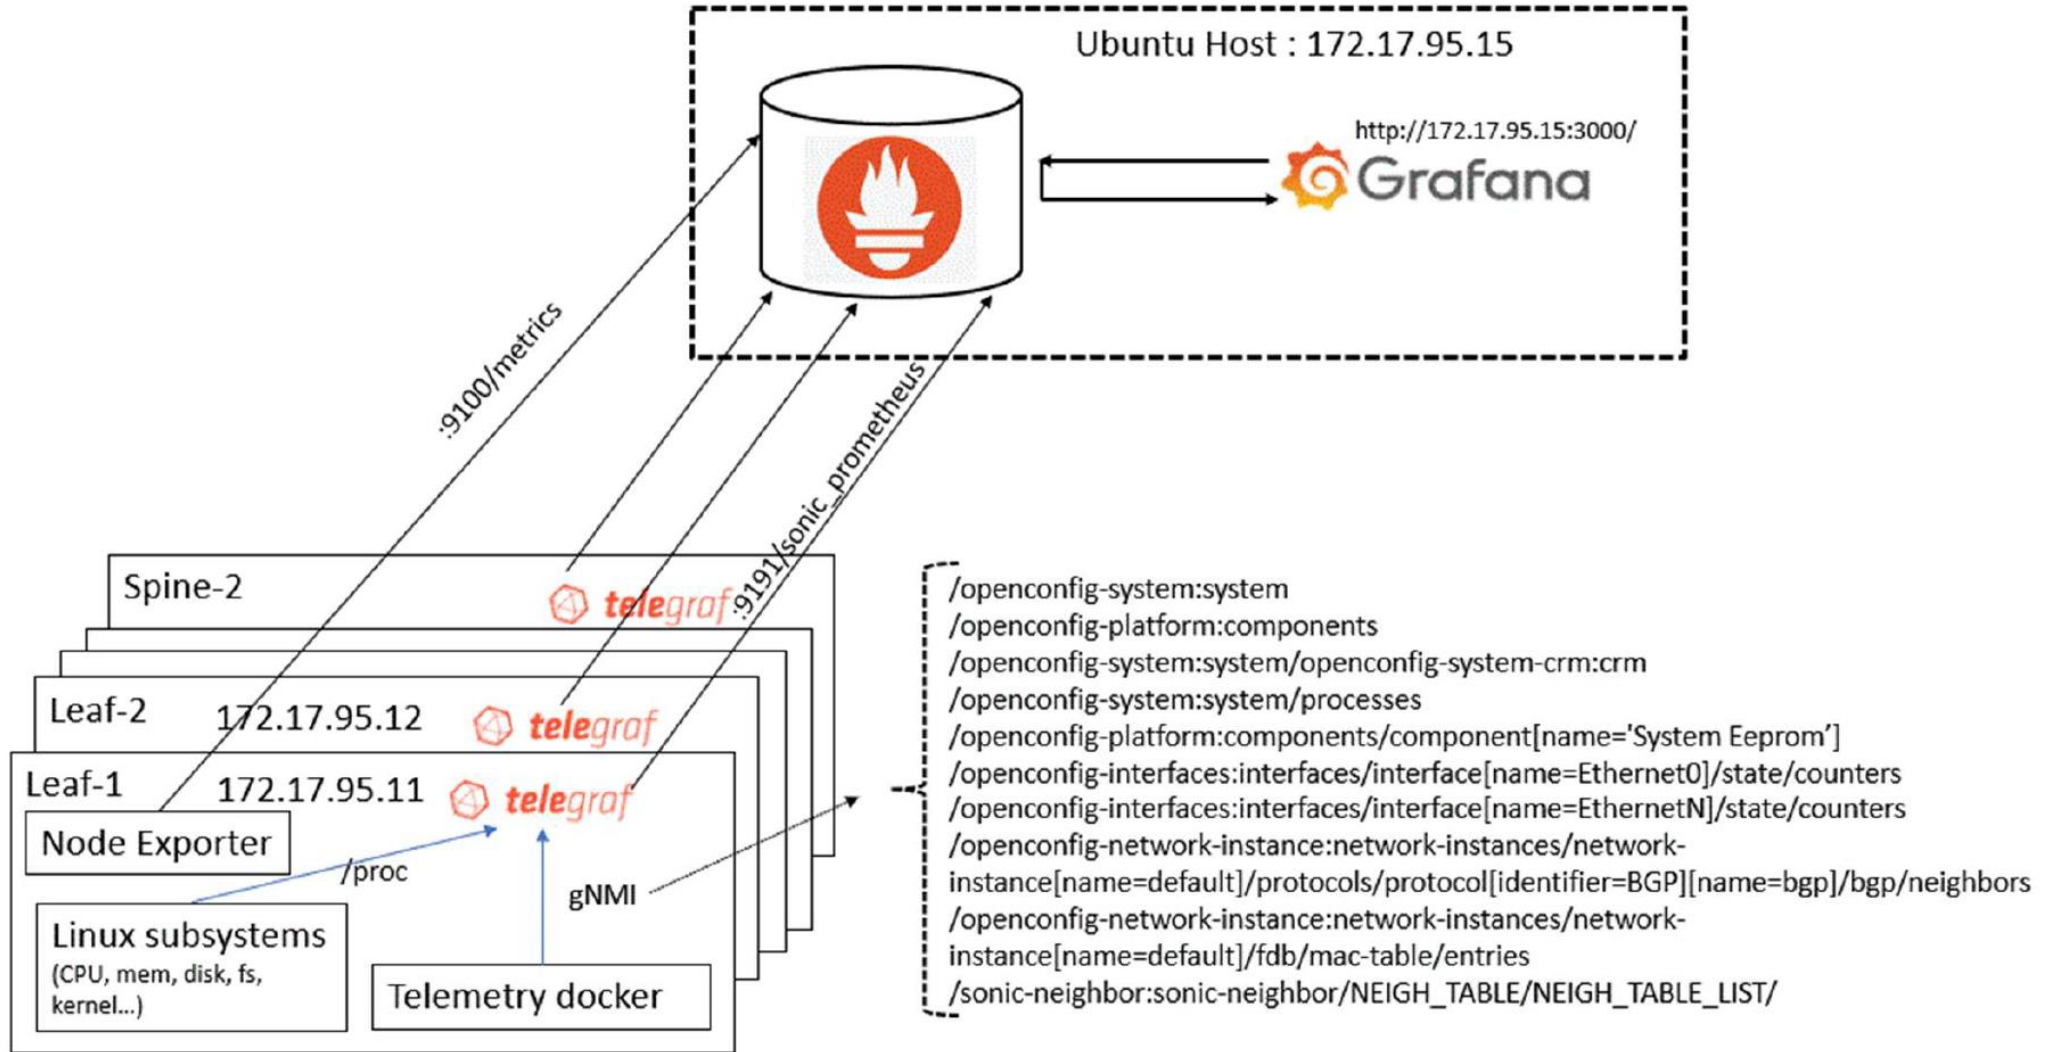 Ubuntu Host : 172.17.95.15
http://172.17.95.15:3000/
Grafana
:9100/metrics
:9191/sonic_prometheus
Spine-2
telegraf
Leaf-2 172.17.95.12
telegraf
Leaf-1 172.17.95.11
telegraf
Node Exporter
/proc
gNMI
Linux subsystems
(CPU, mem, disk, fs,
kernel...)
Telemetry docker
/openconfig-system:system
/openconfig-platform:components
/openconfig-system:system/openconfig-system-crm:crm
/openconfig-system:system/processes
/openconfig-platform:components/component[name='System Eeprom’]
/openconfig-interfaces:interfaces/interface[name=Ethernet0]/state/counters
/openconfig-interfaces:interfaces/interface[name=EthernetN]/state/counters
/openconfig-network-instance:network-instances/network-
instance[name=default]/protocols/protocol[identifier=BGP][name=bgp]/bgp/neighbors
/openconfig-network-instance:network-instances/network-
instance[name=default]/fdb/mac-table/entries
/sonic-neighbor:sonic-neighbor/NEIGH_TABLE/NEIGH_TABLE_LIST/